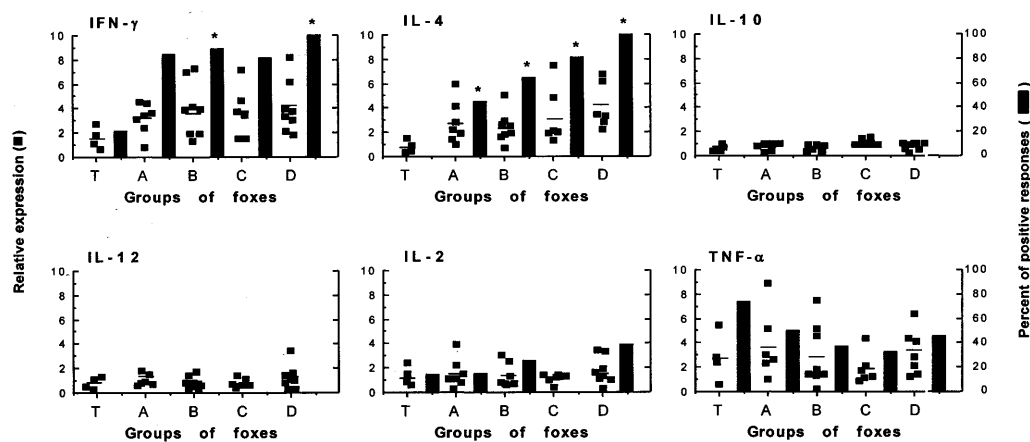 IFN-γ
IL-4
IL-10
* *
* * * *
10 8 6 4 2 0
10 8 6 4 2 0
10 8 6 4 2 0
100 80 60 40 20 0
T A B C D
T A B C D
T A B C D
Groups of foxes
Groups of foxes
Groups of foxes
Relative expression (■)
Percent of positive responses (█)
IL-12
IL-2
TNF-α
10 8 6 4 2 0
10 8 6 4 2 0
10 8 6 4 2 0
100 80 60 40 20 0
T A B C D
T A B C D
T A B C D
Groups of foxes
Groups of foxes
Groups of foxes